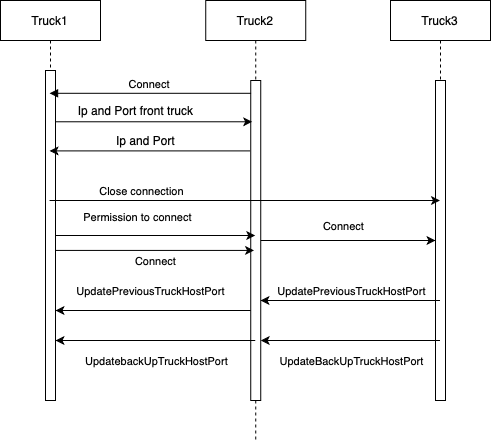 Truck1
Truck2
Truck3
Connect
Ip and Port front truck
Ip and Port
Close connection
Permission to connect
Connect
Connect
UpdatePreviousTruckHostPort
UpdatePreviousTruckHostPort
UpdatebackUpTruckHostPort
UpdateBackUpTruckHostPort